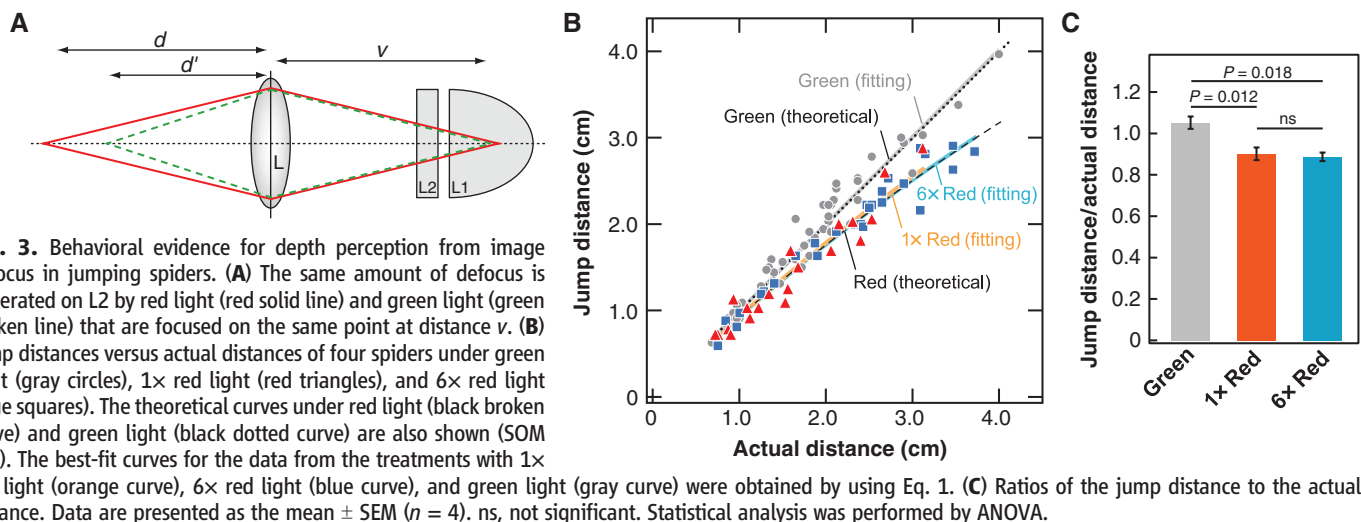 A
d
d'
v
L
L2
L1
B
Jump distance (cm)
4.0
3.0
2.0
1.0
0
0
1.0
2.0
3.0
4.0
Actual distance (cm)
Green (fitting)
Green (theoretical)
6× Red (fitting)
1× Red (fitting)
Red (theoretical)
C
Jump distance/actual distance
1.2
1.0
0.8
0.6
0.4
0.2
0
P = 0.018
P = 0.012
ns
Green
1× Red
6× Red
. 3. Behavioral evidence for depth perception from image
ocus in jumping spiders. (A) The same amount of defocus is
erated on L2 by red light (red solid line) and green light (green
ken line) that are focused on the same point at distance v. (B)
p distances versus actual distances of four spiders under green
t (gray circles), 1× red light (red triangles), and 6× red light
e squares). The theoretical curves under red light (black broken
ve) and green light (black dotted curve) are also shown (SOM
). The best-fit curves for the data from the treatments with 1×
light (orange curve), 6× red light (blue curve), and green light (gray curve) were obtained by using Eq. 1. (C) Ratios of the jump distance to the actual
ance. Data are presented as the mean ± SEM (n = 4). ns, not significant. Statistical analysis was performed by ANOVA.